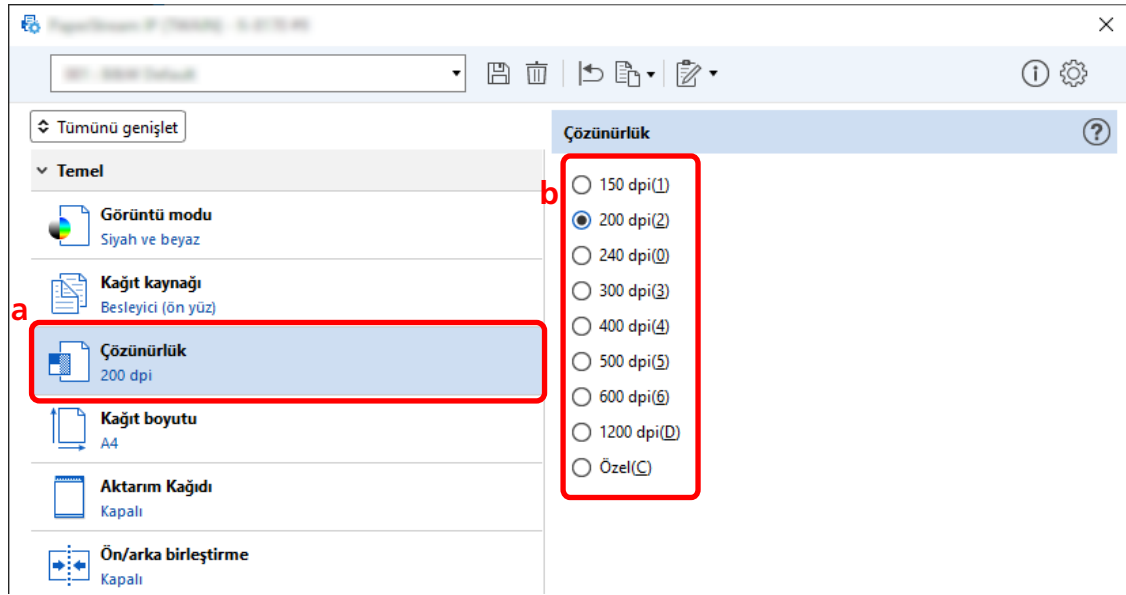 Tümünü genişlet
Temel
Görüntü modu
Siyah ve beyaz
Kağıt kaynağı
Besleyici (ön yüz)
a
Çözünürlük
200 dpi
Kağıt boyutu
A4
Aktarım Kağıdı
Kapalı
Ön/arka birleştirme
Kapalı
Çözünürlük
b
150 dpi(1)
200 dpi(2)
240 dpi(0)
300 dpi(3)
400 dpi(4)
500 dpi(5)
600 dpi(6)
1200 dpi(D)
Özel(C)